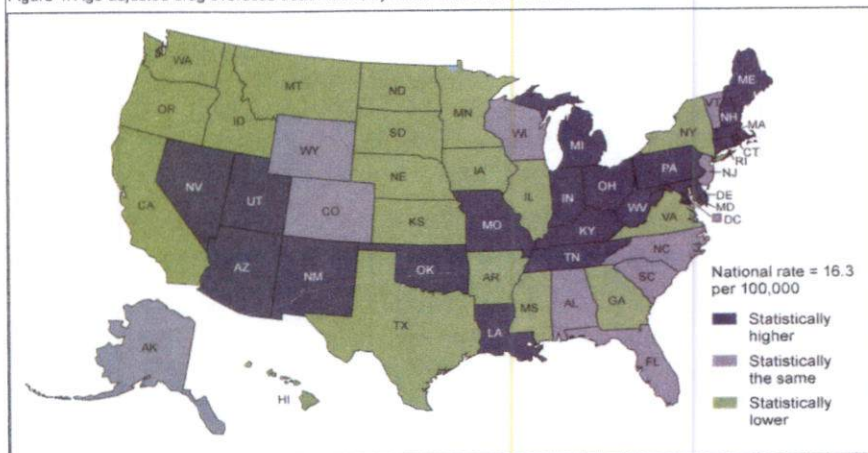 WA
MT
ND
MN
OR
ID
SD
WI
WY
NE
IA
MI
NY
VT
ME
NH
MA
CT
RI
NJ
PA
DE
MD
DC
NV
UT
CA
CO
KS
IL
IN
OH
WV
VA
MO
KY
AZ
NM
OK
AR
TN
NC
SC
TX
LA
MS
AL
GA
FL
AK
HI
National rate = 16.3
per 100,000
Statistically
higher
Statistically
the same
Statistically
lower